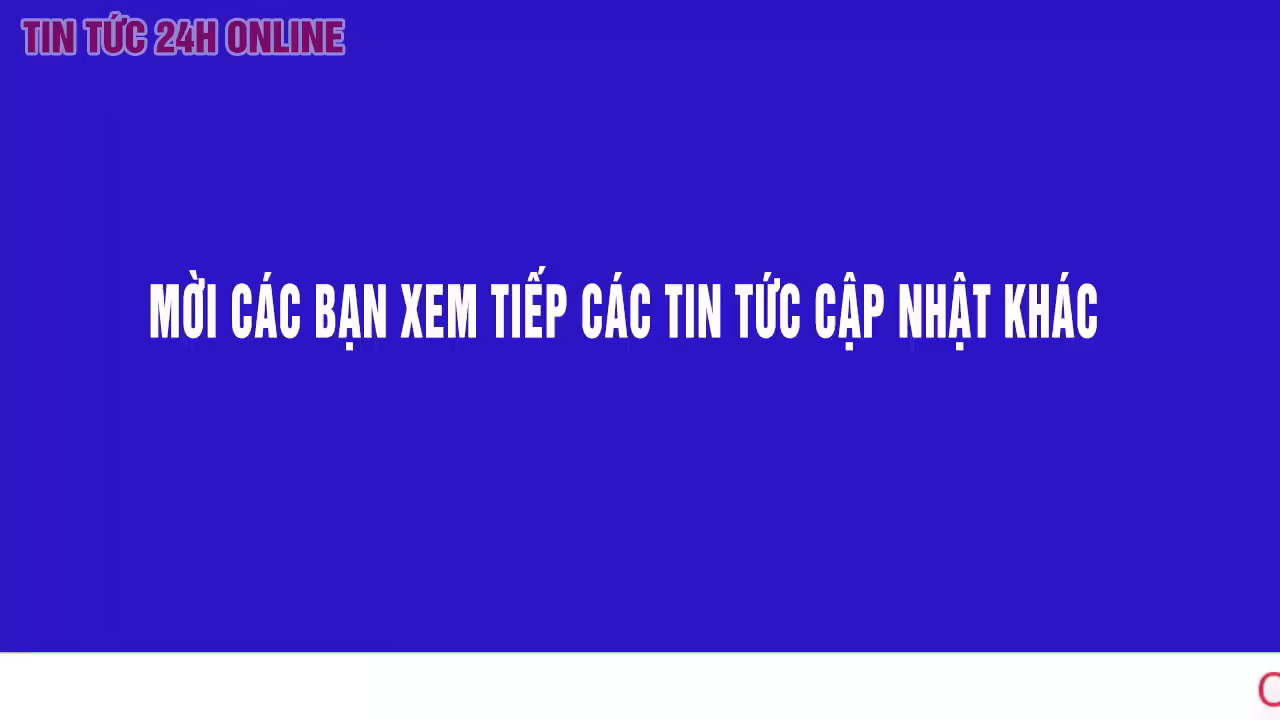 TIN TỨC 24H ONLINE
MỜI CÁC BẠN XEM TIẾP CÁC TIN TỨC CẬP NHẬT KHÁC